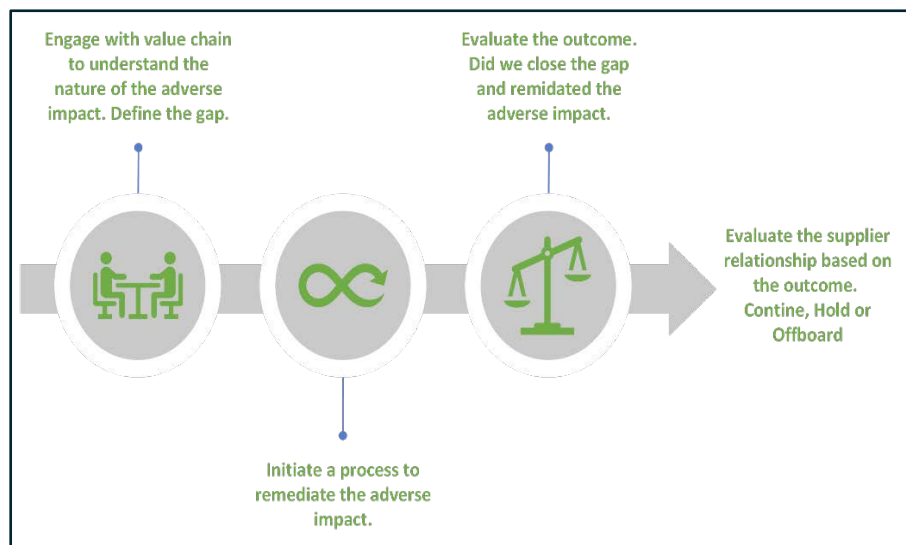 Engage with value chain
to understand the
nature of the adverse
impact. Define the gap.
Initiate a process to
remediate the adverse
impact.
Evaluate the outcome.
Did we close the gap
and remidated the
adverse impact.
Evaluate the supplier
relationship based on
the outcome.
Contine, Hold or
Offboard